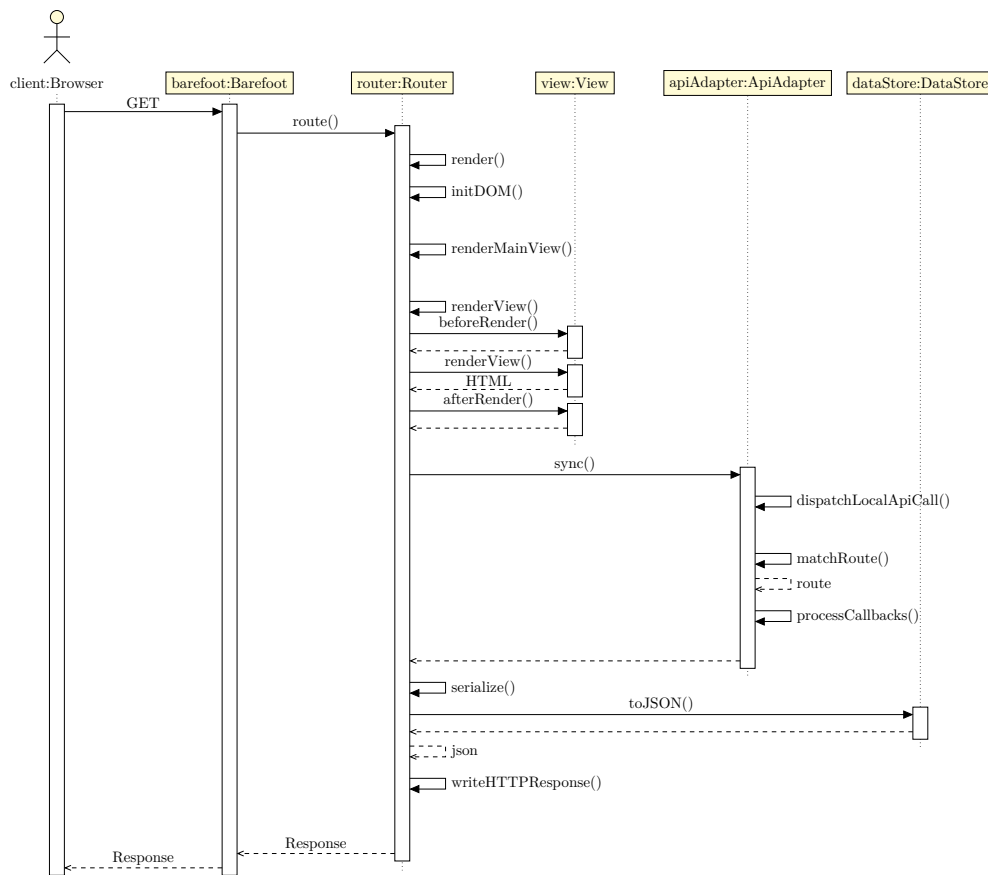 client:Browser
barefoot:Barefoot
router:Router
view:View
apiAdapter:ApiAdapter
dataStore:DataStore
GET
route()
render()
initDOM()
renderMainView()
renderView()
beforeRender()
renderView()
HTML
afterRender()
sync()
dispatchLocalApiCall()
matchRoute()
route
processCallbacks()
serialize()
toJSON()
json
writeHTTPResponse()
Response
Response